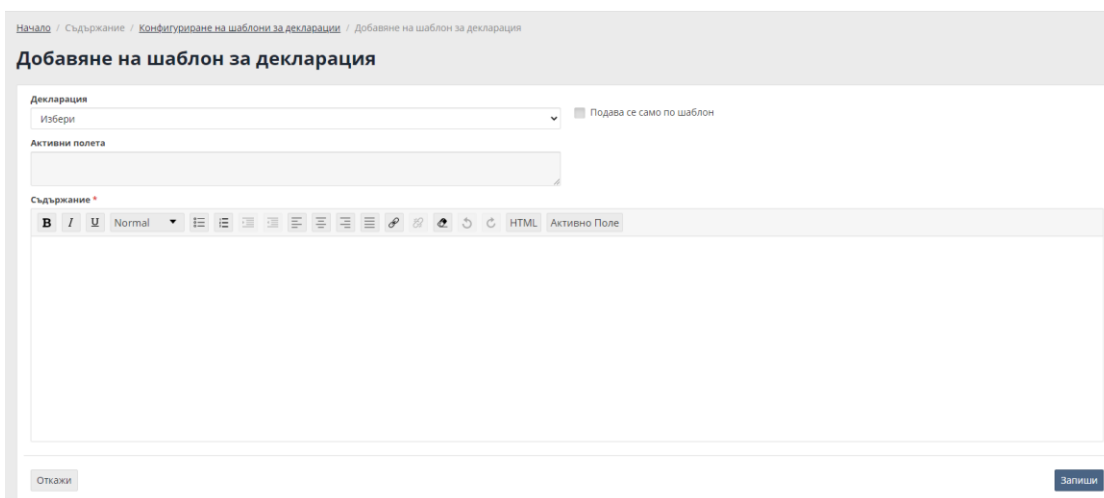 Начало / Съдържание / Конфигуриране на шаблони за декларации / Добавяне на шаблон за декларация
Добавяне на шаблон за декларация
Декларация
Избери
Подава се само по шаблон
Активни полета
Съдържание *
B I U Normal HTML Активно Поле
Откажи
Запиши